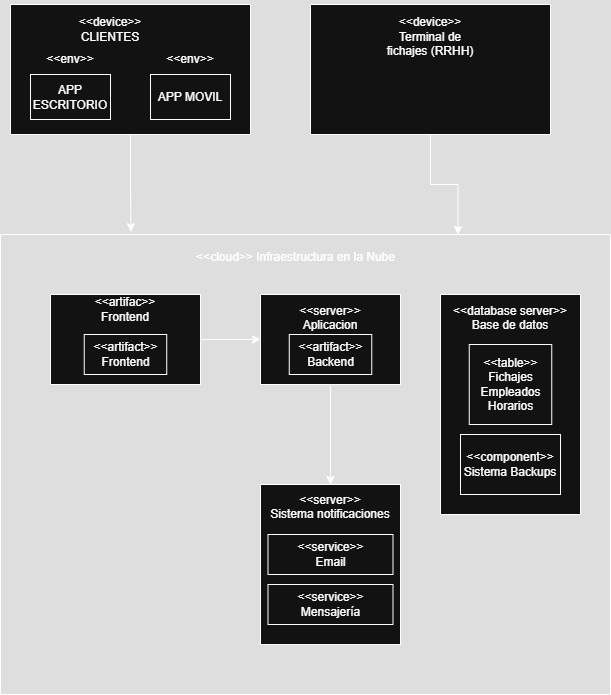 <<device>>
CLIENTES
<<env>>
<<env>>
APP
ESCRITORIO
APP MOVIL
<<device>>
Terminal de
fichajes (RRHH)
<<cloud>> Infraestructura en la Nube
<<artifac>>
Frontend
<<artifact>>
Frontend
<<server>>
Aplicacion
<<artifact>>
Backend
<<database server>>
Base de datos
<<table>>
Fichajes
Empleados
Horarios
<<component>>
Sistema Backups
<<server>>
Sistema notificaciones
<<service>>
Email
<<service>>
Mensajería